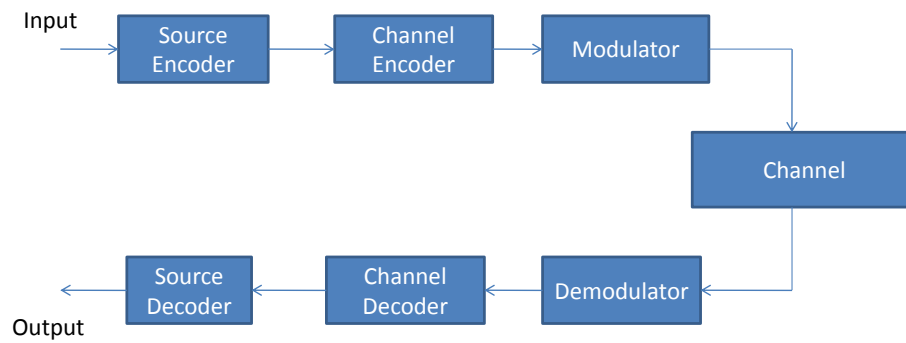 Input
Source
Encoder
Channel
Encoder
Modulator
Channel
Source
Decoder
Channel
Decoder
Demodulator
Output